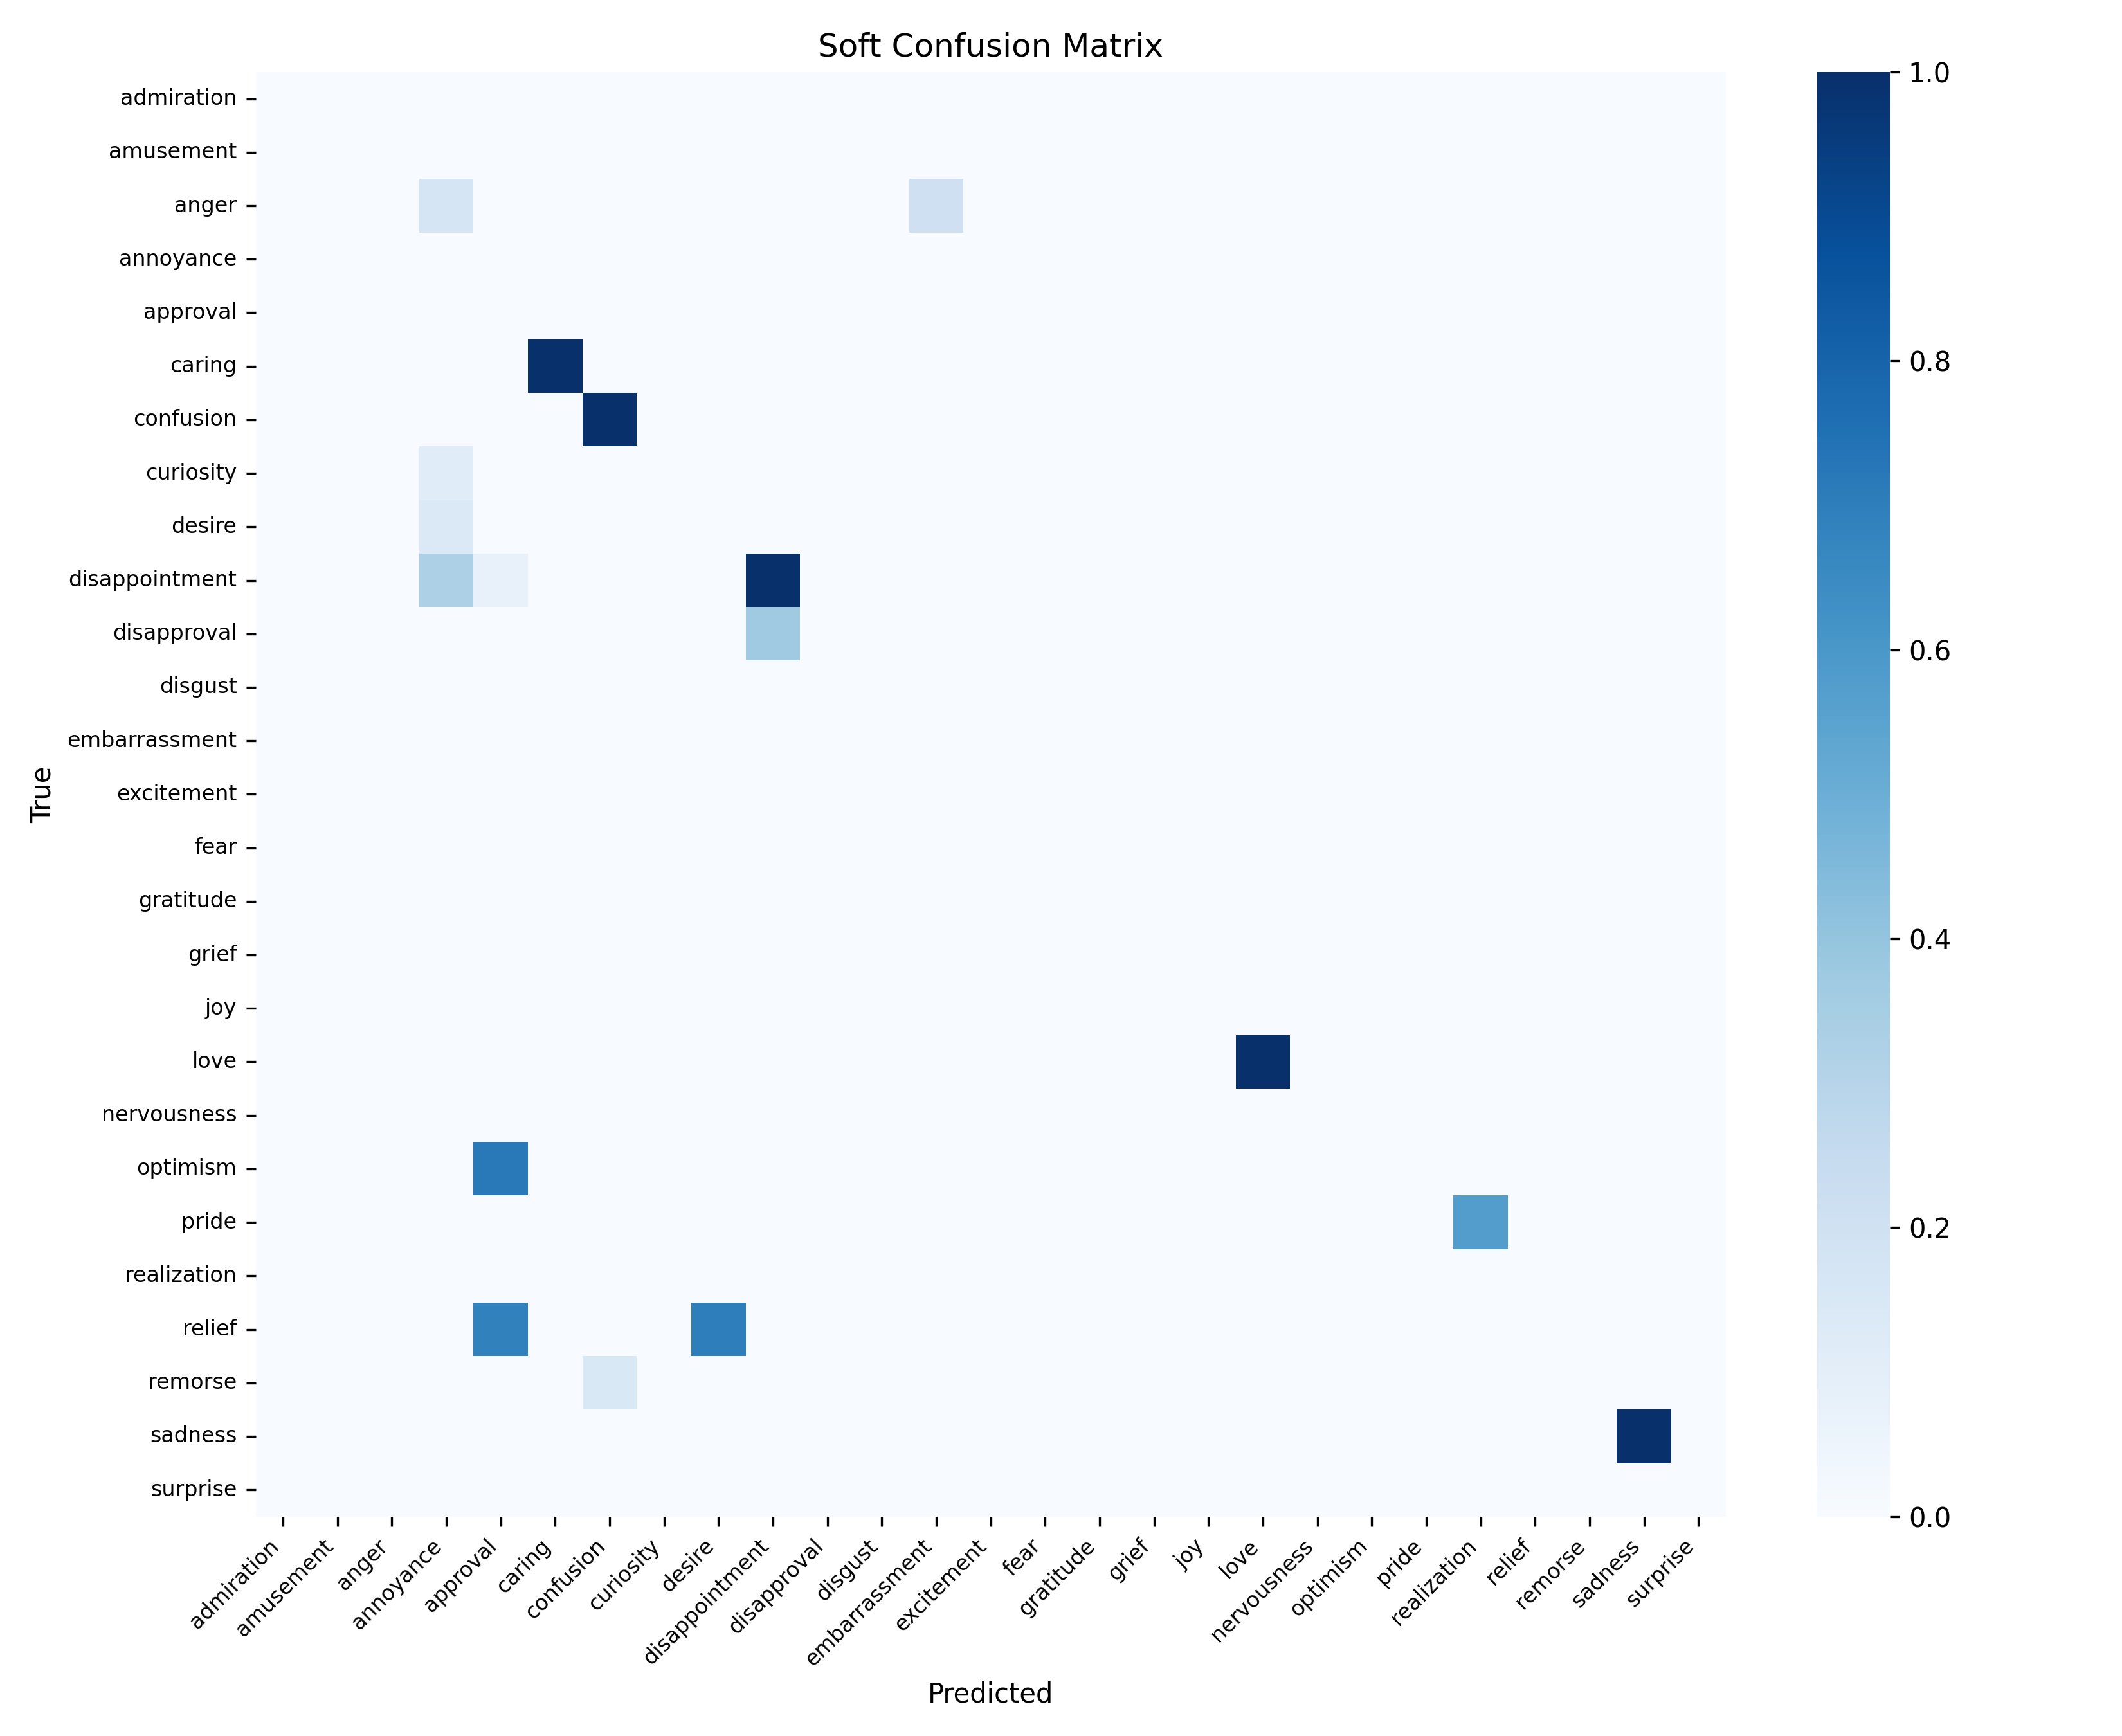 Soft Confusion Matrix
True
admiration
amusement
anger
annoyance
approval
caring
confusion
curiosity
desire
disappointment
disapproval
disgust
embarrassment
excitement
fear
gratitude
grief
joy
love
nervousness
optimism
pride
realization
relief
remorse
sadness
surprise
admiration
amusement
anger
annoyance
approval
caring
confusion
curiosity
desire
disappointment
disapproval
disgust
embarrassment
excitement
fear
gratitude
grief
joy
love
nervousness
optimism
pride
realization
relief
remorse
sadness
surprise
Predicted
1.0
0.8
0.6
0.4
0.2
0.0